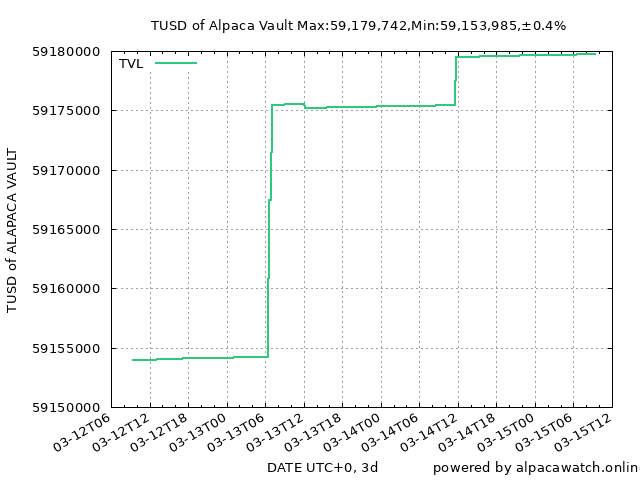 TUSD of Alpaca Vault Max:59,179,742,Min:59,153,985,±0.4%
TVL
59180000
59175000
59170000
59165000
59160000
59155000
59150000
TUSD of ALAPACA VAULT
03-12T06
03-12T12
03-12T18
03-13T00
03-13T06
03-13T12
03-13T18
03-14T00
03-14T06
03-14T12
03-14T18
03-15T00
03-15T06
03-15T12
DATE UTC+0, 3d
powered by alpacawatch.online